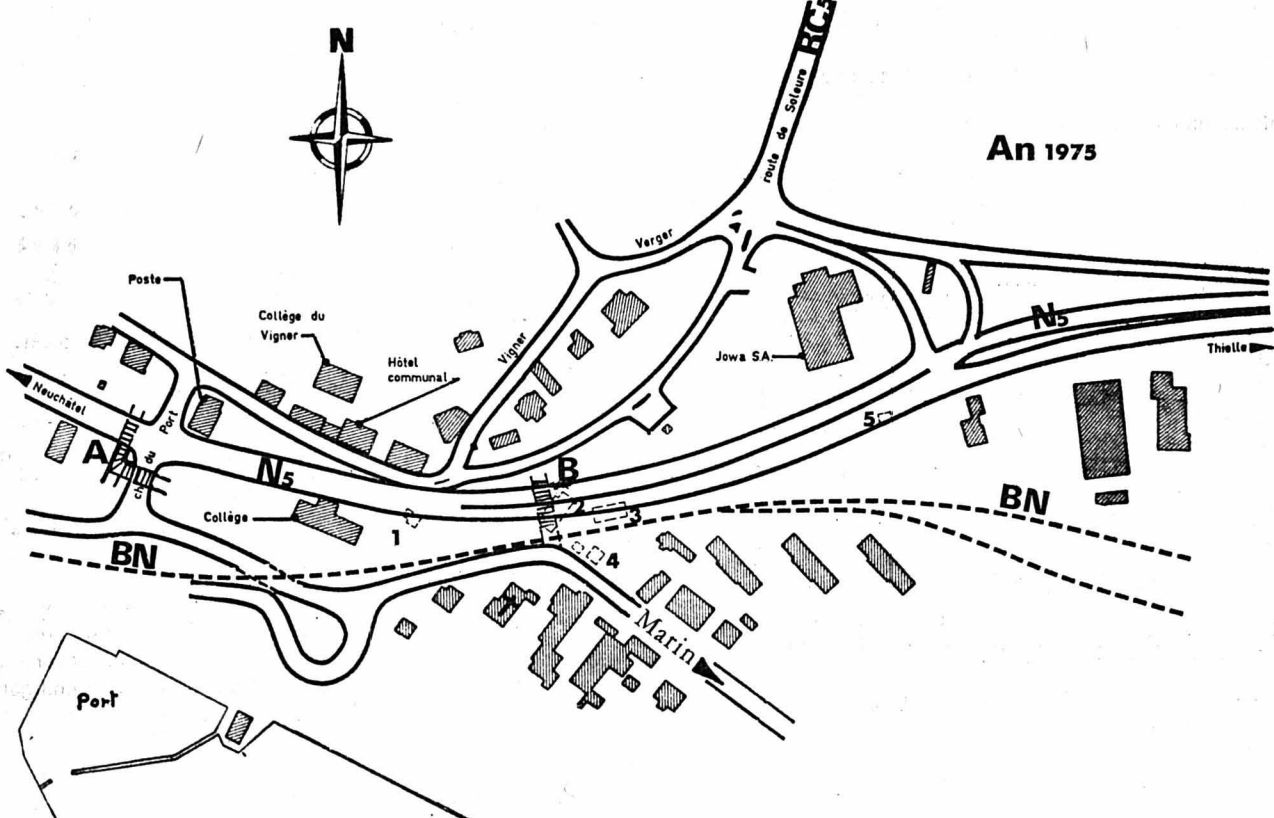 N
RC5
route de Soleure
An 1975
Verger
Poste
Collège du
Vigner
Hôtel
communal
Vigner
Jowa S.A.
N5
Thielle
Neuchâtel
Port
du
ch.
A
N5
B
5
Collège
1
2
3
4
BN
BN
Marin
Port